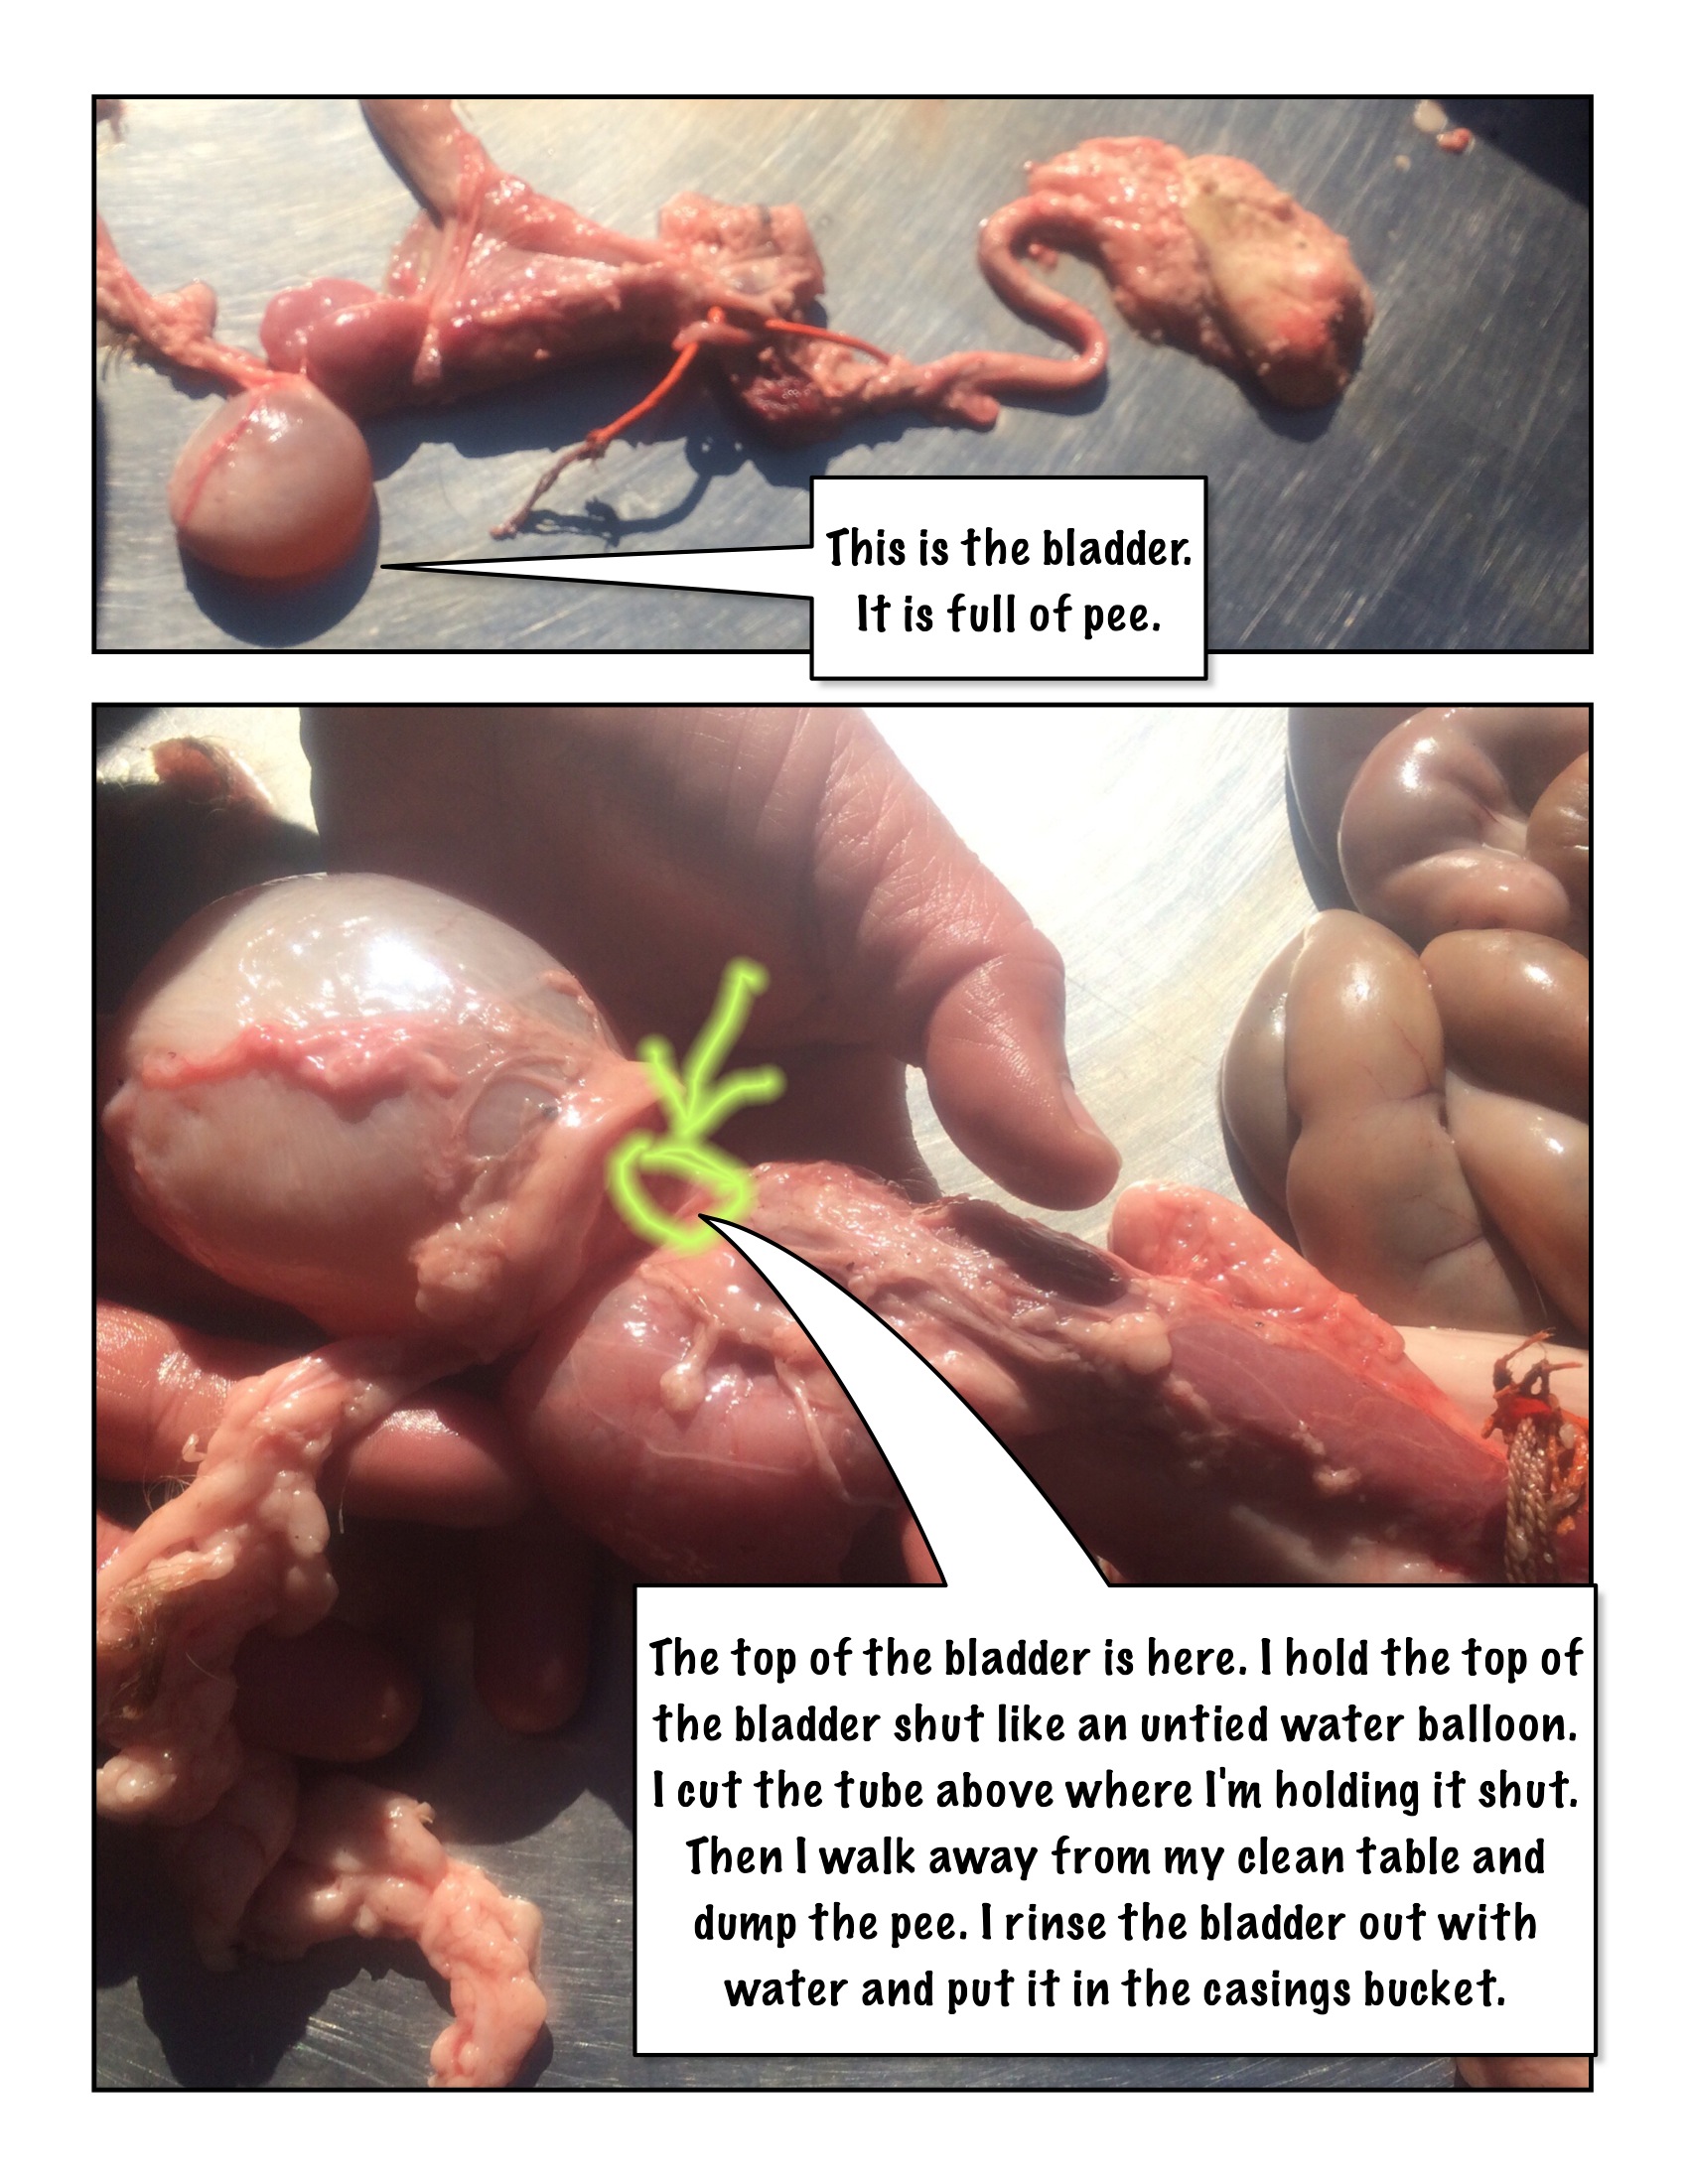 This is the bladder.
It is full of pee.
The top of the bladder is here. I hold the top of
the bladder shut like an untied water balloon.
I cut the tube above where I'm holding it shut.
Then I walk away from my clean table and
dump the pee. I rinse the bladder out with
water and put it in the casings bucket.